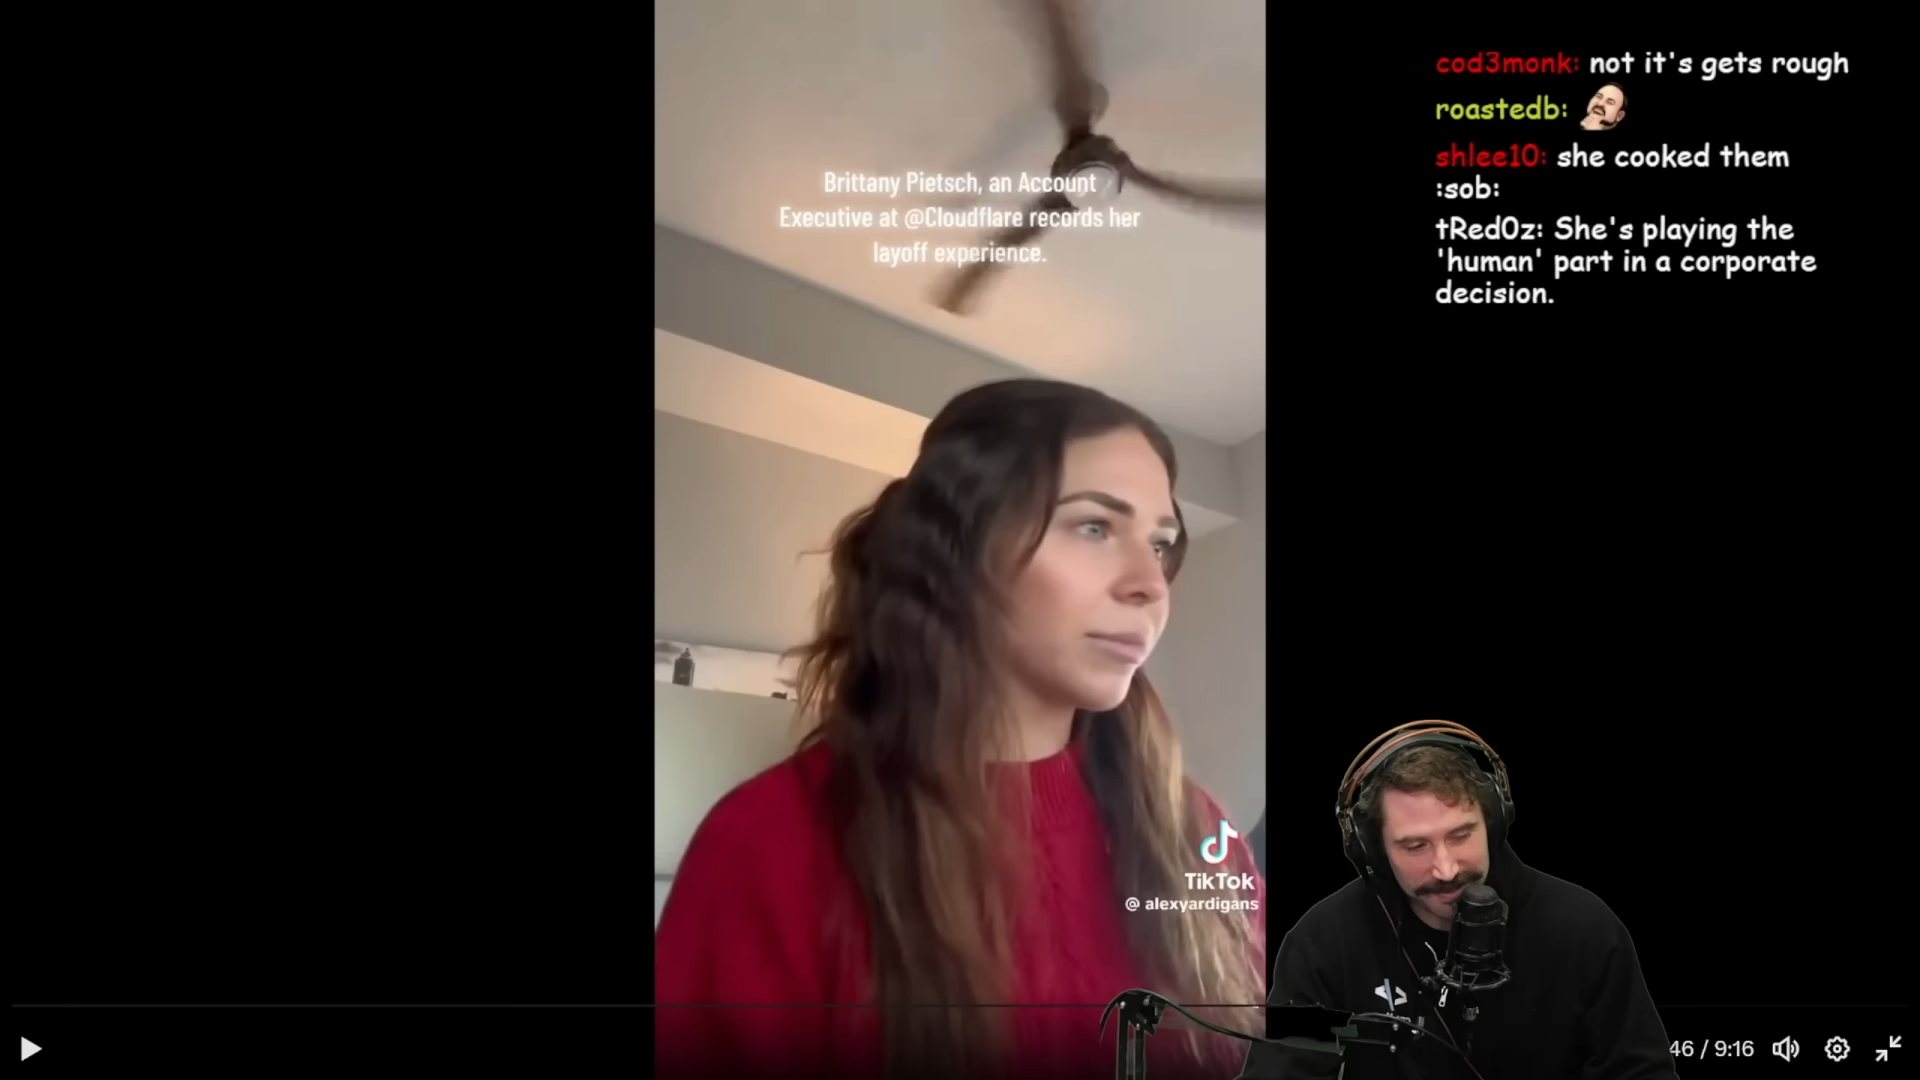 Brittany Pietsch, an Account
Executive at @Cloudflare records her
layoff experience.
cod3monk: not it's gets rough
roastedb:
shlee10: she cooked them
:sob:
tRedOz: She's playing the
'human' part in a corporate
decision.
TikTok
@ alexyardigans
46 / 9:16